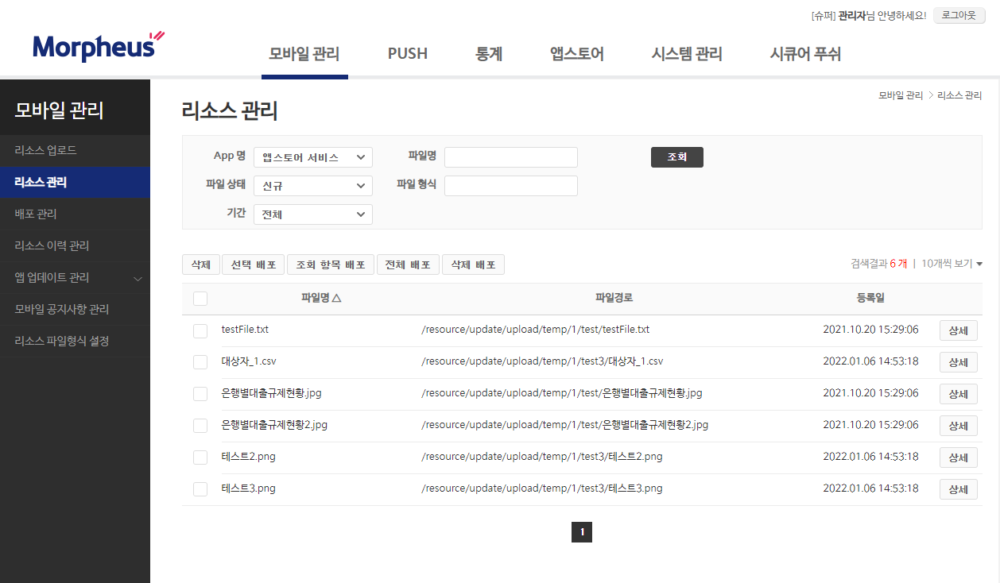 [슈퍼] 관리자님 안녕하세요! 로그아웃
Morpheus
모바일 관리 PUSH 통계 앱스토어 시스템 관리 시큐어 푸쉬
모바일 관리
리소스 업로드
리소스 관리
배포 관리
리소스 이력 관리
앱 업데이트 관리
모바일 공지사항 관리
리소스 파일형식 설정
모바일 관리 > 리소스 관리
리소스 관리
App 명 앱스토어 서비스 파일명 조회
파일 상태 신규 파일 형식
기간 전체
삭제 선택 배포 조회 항목 배포 전체 배포 삭제 배포 검색결과 6 개 | 10개씩 보기
파일명 △ 파일경로 등록일
testFile.txt /resource/update/upload/temp/1/test/testFile.txt 2021.10.20 15:29:06 상세
대상자_1.csv /resource/update/upload/temp/1/test3/대상자_1.csv 2022.01.06 14:53:18 상세
은행별대출규제현황.jpg /resource/update/upload/temp/1/test/은행별대출규제현황.jpg 2021.10.20 15:29:06 상세
은행별대출규제현황2.jpg /resource/update/upload/temp/1/test/은행별대출규제현황2.jpg 2021.10.20 15:29:06 상세
테스트2.png /resource/update/upload/temp/1/test3/테스트2.png 2022.01.06 14:53:18 상세
테스트3.png /resource/update/upload/temp/1/test3/테스트3.png 2022.01.06 14:53:18 상세
1